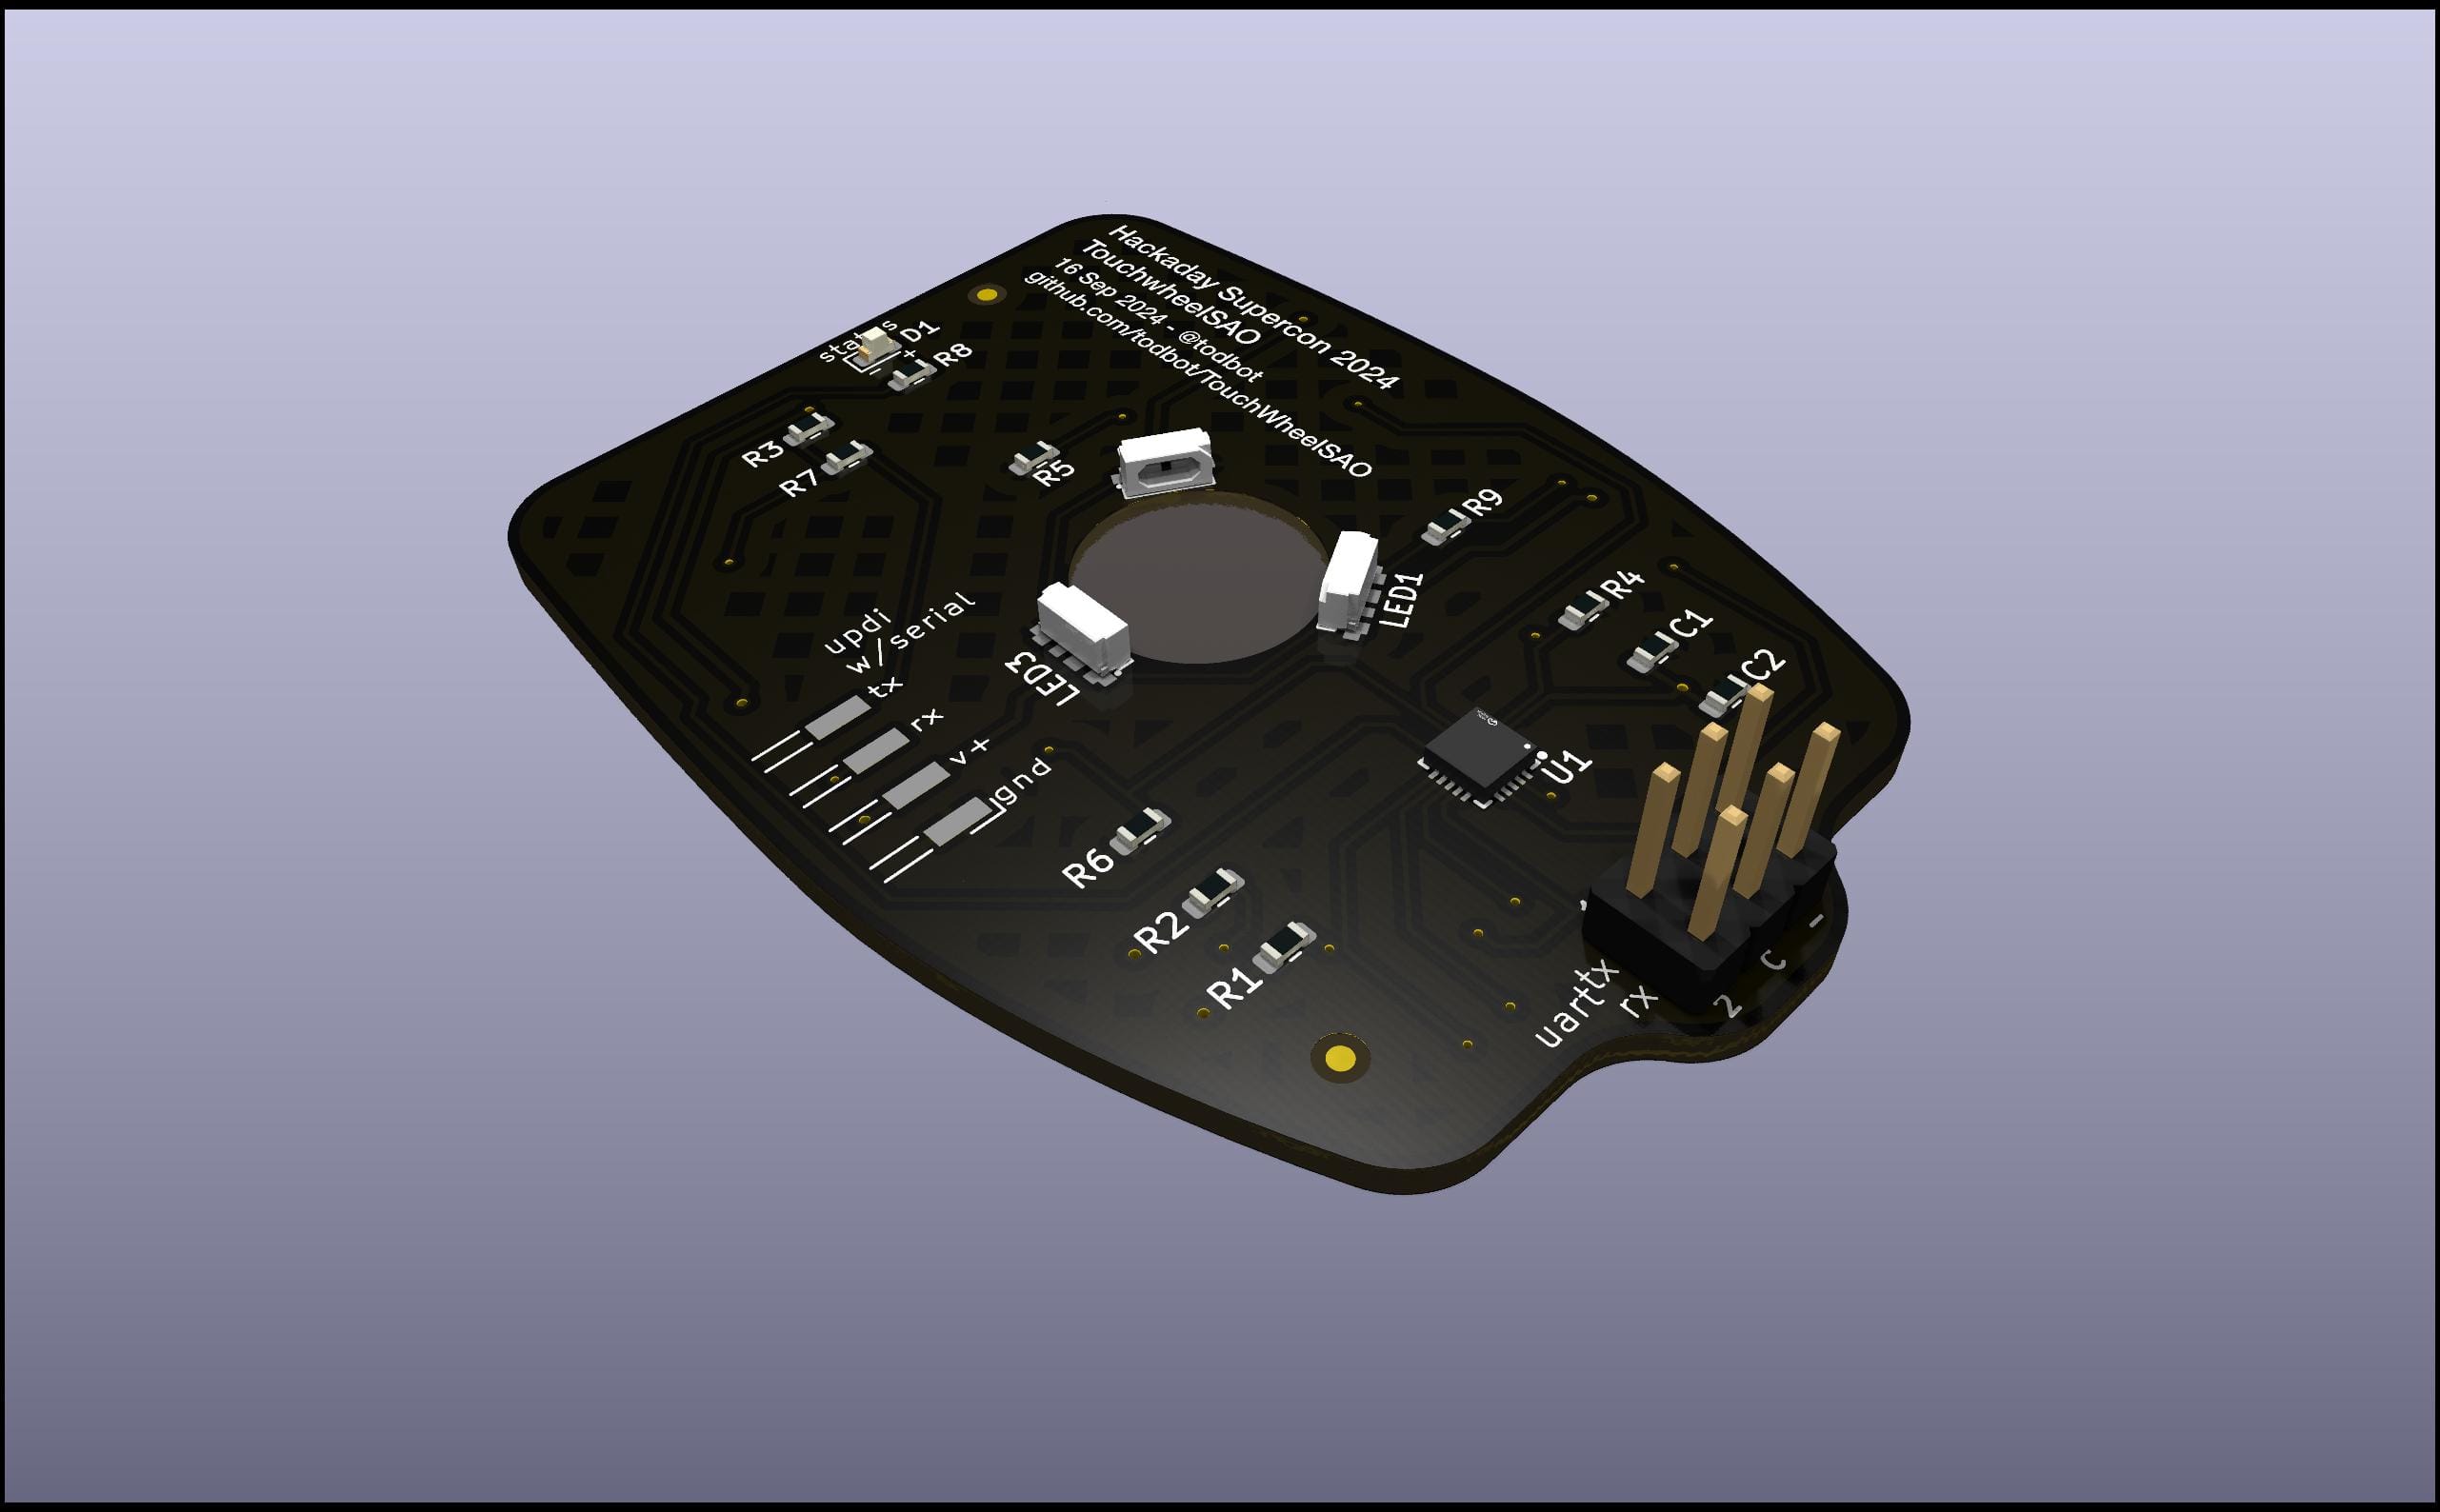 Hackaday Supercon 2024
TouchwheelSAO
16 Sep 2024 - @todbot
github.com/todbot/TouchWheelSAO
D1
+
R8
R3
R7
R5
R9
LED1
R4
C1
C2
updi
w/serial
tx
rx
v+
gnd
LED3
U1
R6
R2
R1
uart
tx
rx
2
C
-